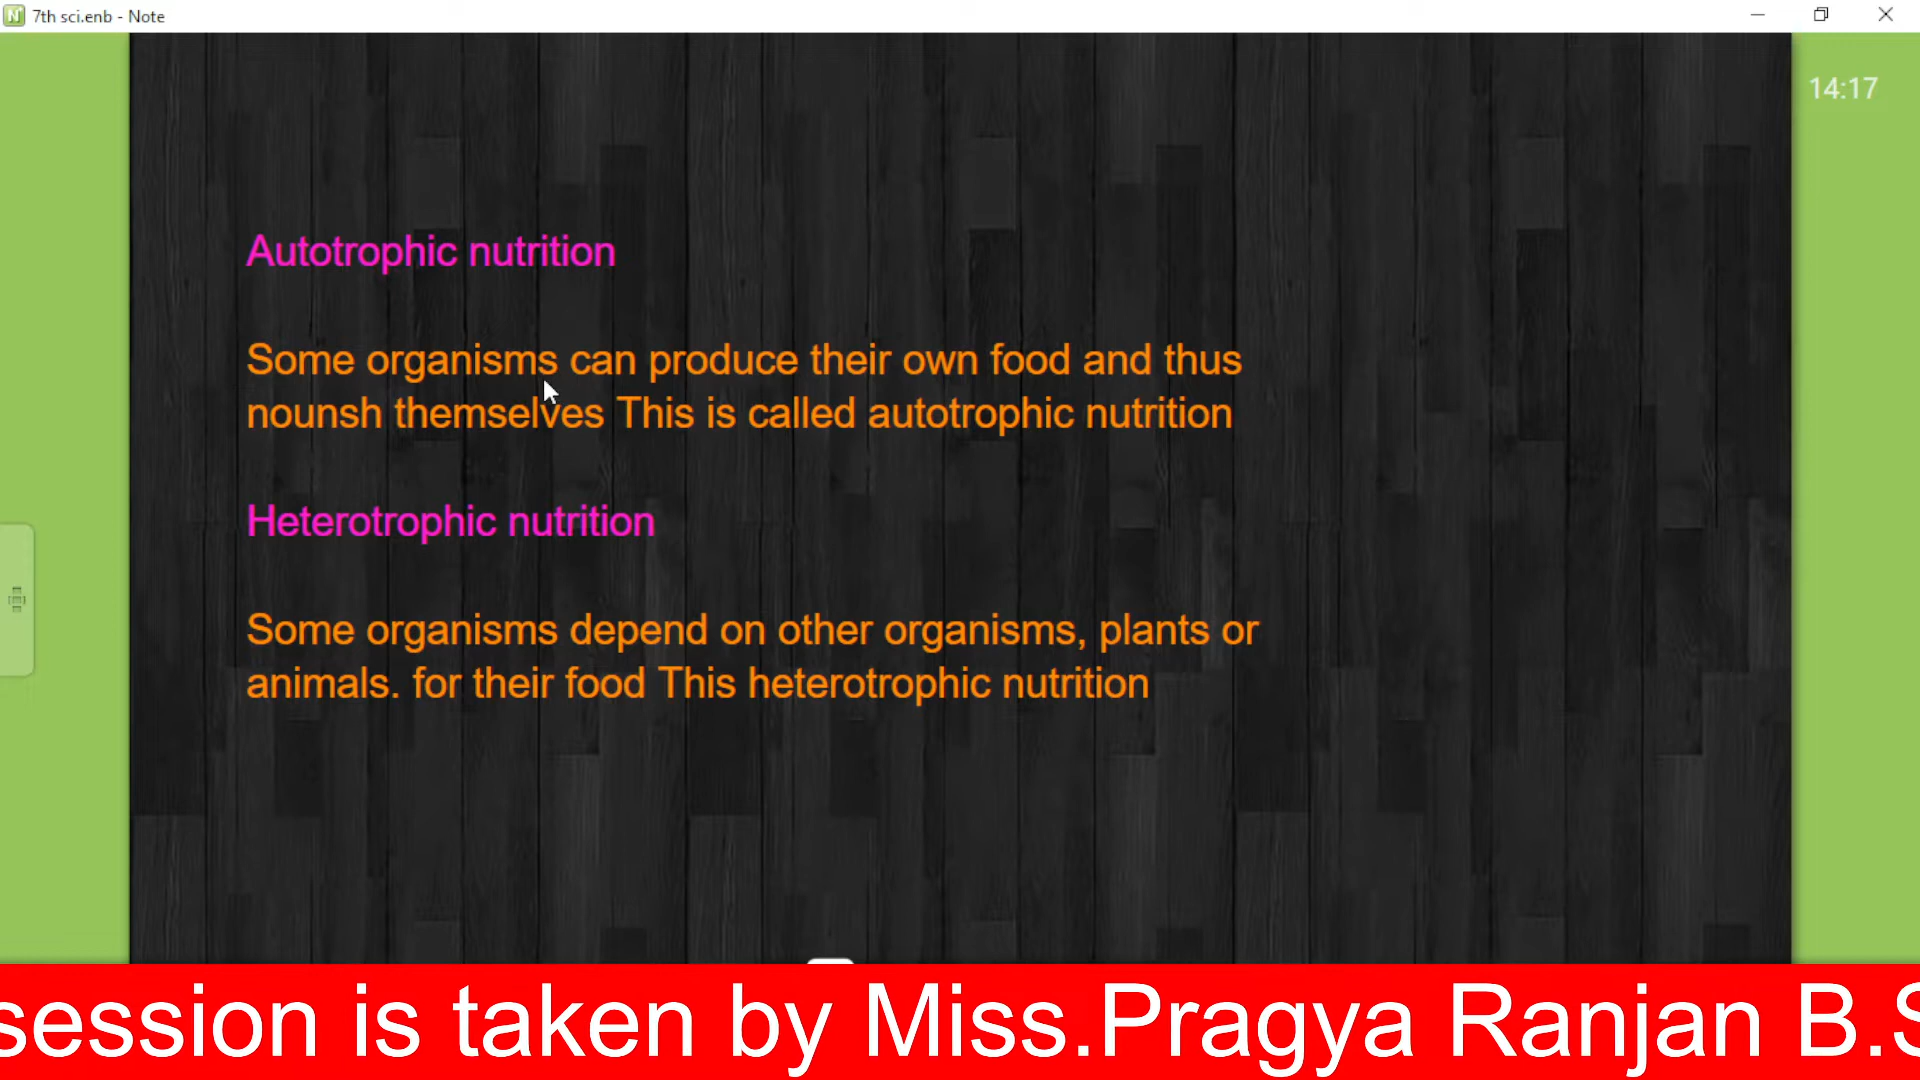 7th sci.enb - Note
14:17
Autotrophic nutrition
Some organisms can produce their own food and thus
nounsh themselves This is called autotrophic nutrition
Heterotrophic nutrition
Some organisms depend on other organisms, plants or
animals. for their food This heterotrophic nutrition
session is taken by Miss.Pragya Ranjan B.S